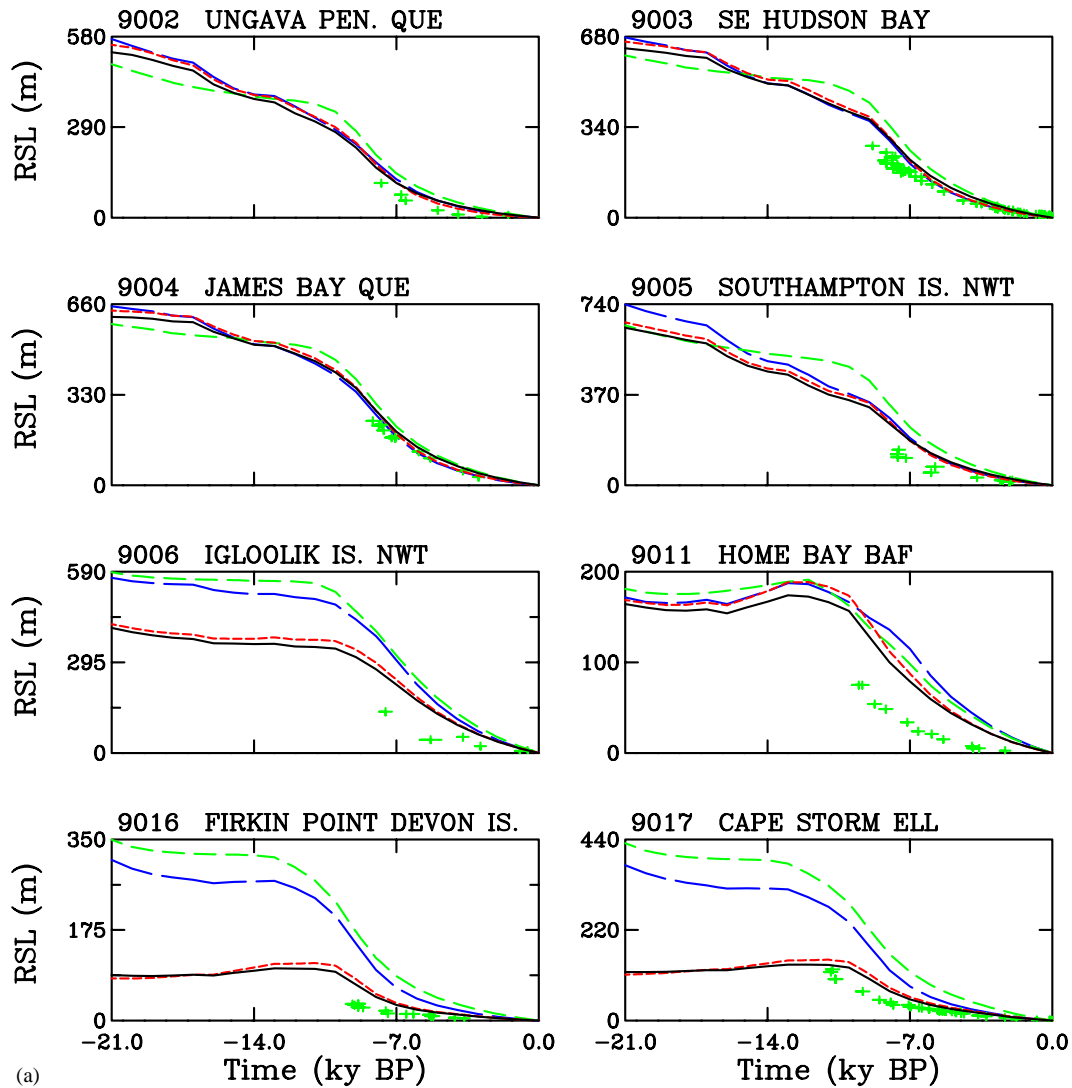 9002 UNGAVA PEN. QUE
9003 SE HUDSON BAY
RSL (m)
580
290
0
680
340
0
9004 JAMES BAY QUE
9005 SOUTHAMPTON IS. NWT
RSL (m)
660
330
0
740
370
0
9006 IGLOOLIK IS. NWT
9011 HOME BAY BAF
RSL (m)
590
295
0
200
100
0
9016 FIRKIN POINT DEVON IS.
9017 CAPE STORM ELL
RSL (m)
350
175
0
440
220
0
−21.0 −14.0 −7.0 −21.0 −14.0 −7.0 0.0
Time (ky BP)
Time (ky BP)
(a)